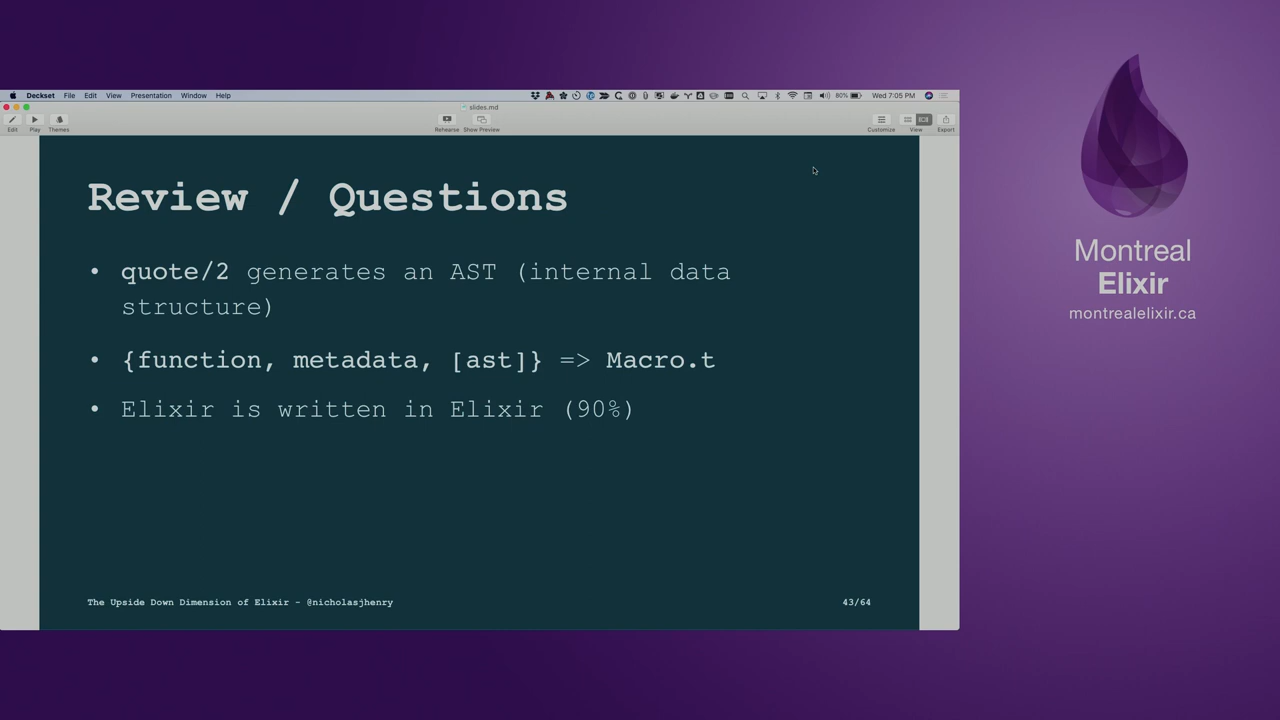 Deckset File Edit View Presentation Window Help
80% Wed 7:05 PM
slides.md
Edit Play Themes Rehearse Show Preview Customize View Export
Review / Questions
• quote/2 generates an AST (internal data
structure)
• {function, metadata, [ast]} => Macro.t
• Elixir is written in Elixir (90%)
The Upside Down Dimension of Elixir - @nicholasjhenry
43/64
Montreal
Elixir
montrealelixir.ca